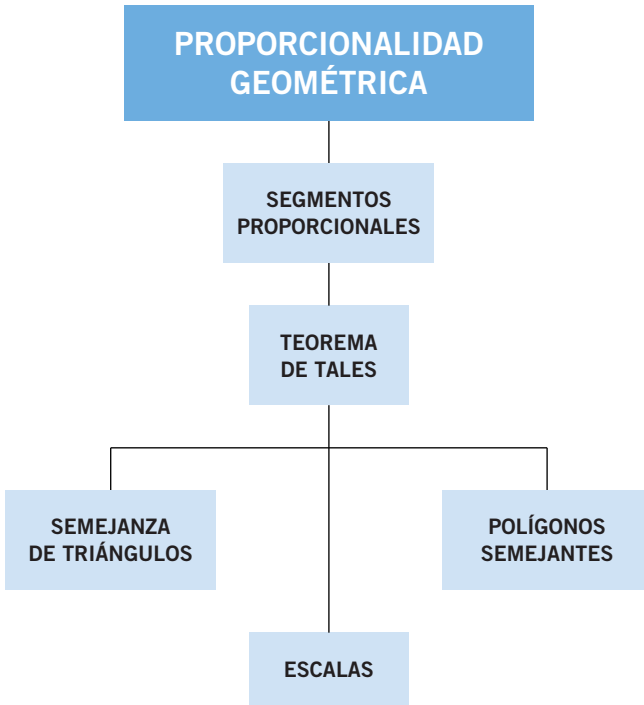 PROPORCIONALIDAD
GEOMÉTRICA
SEGMENTOS
PROPORCIONALES
TEOREMA
DE TALES
SEMEJANZA
DE TRIÁNGULOS
POLÍGONOS
SEMEJANTES
ESCALAS